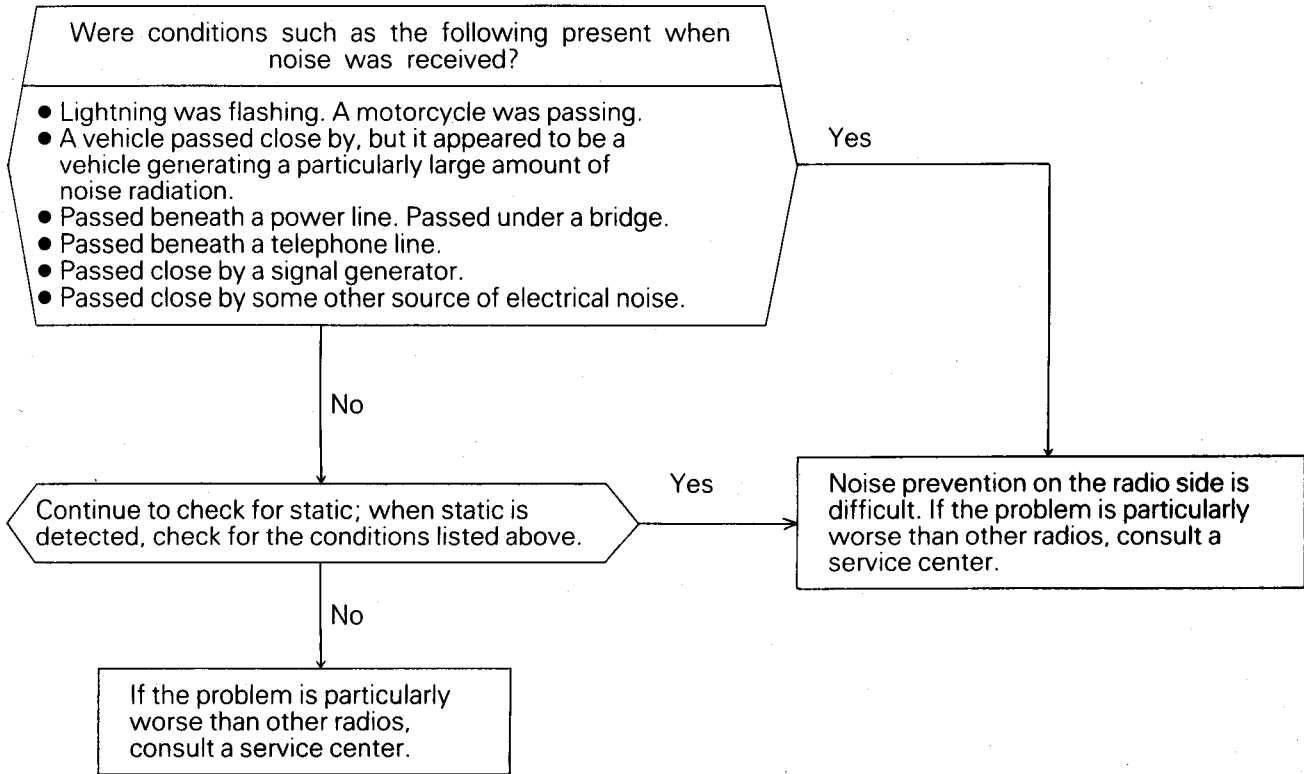 Were conditions such as the following present when
noise was received?
● Lightning was flashing. A motorcycle was passing.
● A vehicle passed close by, but it appeared to be a
vehicle generating a particularly large amount of
noise radiation.
● Passed beneath a power line. Passed under a bridge.
● Passed beneath a telephone line.
● Passed close by a signal generator.
● Passed close by some other source of electrical noise.
Yes
No
Continue to check for static; when static is
detected, check for the conditions listed above.
Yes
Noise prevention on the radio side is
difficult. If the problem is particularly
worse than other radios, consult a
service center.
No
If the problem is particularly
worse than other radios,
consult a service center.